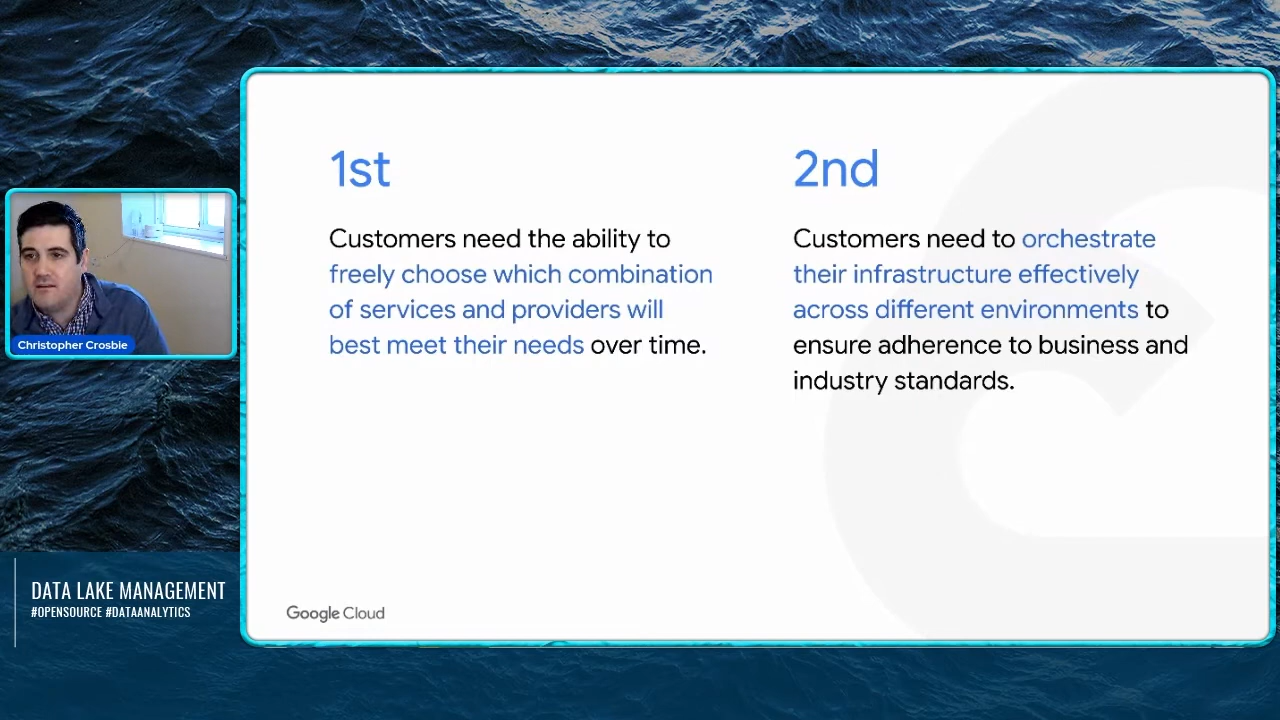 1st
Customers need the ability to
freely choose which combination
of services and providers will
best meet their needs over time.
2nd
Customers need to orchestrate
their infrastructure effectively
across different environments to
ensure adherence to business and
industry standards.
Christopher Crosbie
DATA LAKE MANAGEMENT
#OPENSOURCE #DATAANALYTICS
Google Cloud